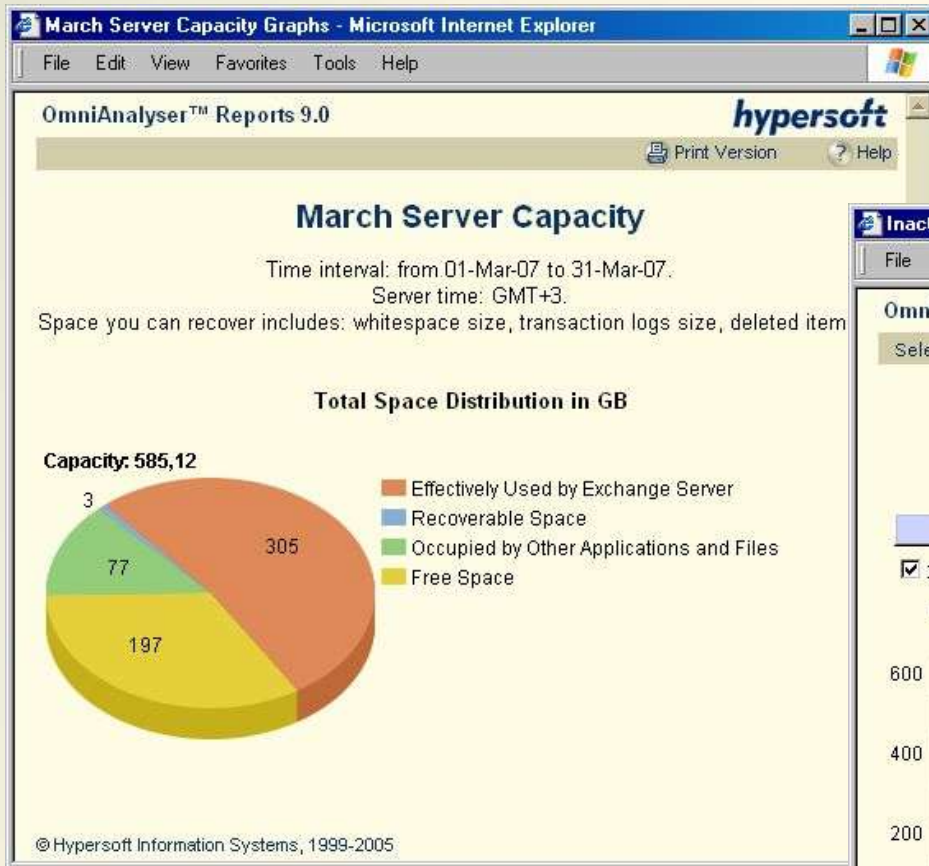 March Server Capacity Graphs - Microsoft Internet Explorer
File Edit View Favorites Tools Help
OmniAnalyser™ Reports 9.0
hypersoft
Print Version
Help
March Server Capacity
Time interval: from 01-Mar-07 to 31-Mar-07.
Server time: GMT+3.
Space you can recover includes: whitespace size, transaction logs size, deleted item
Total Space Distribution in GB
Capacity: 585,12
3
305
77
197
Effectively Used by Exchange Server
Recoverable Space
Occupied by Other Applications and Files
Free Space
© Hypersoft Information Systems, 1999-2005
File
600
400
200